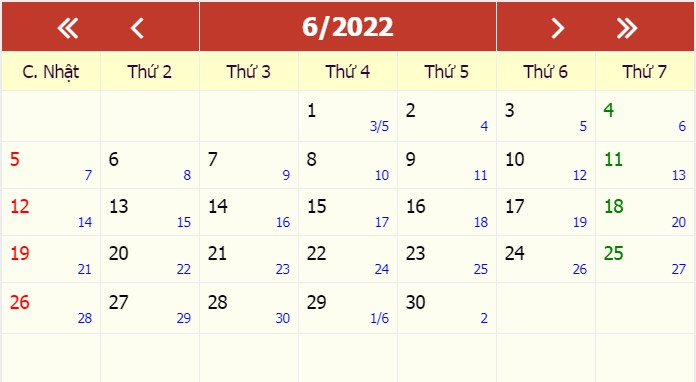 6/2022
C. Nhật Thứ 2 Thứ 3 Thứ 4 Thứ 5 Thứ 6 Thứ 7
1 2 3 4
3/5 4 5 6
5 6 7 8 9 10 11
7 8 9 10 11 12 13
12 13 14 15 16 17 18
14 15 16 17 18 19 20
19 20 21 22 23 24 25
21 22 23 24 25 26 27
26 27 28 29 30
28 29 30 1/6 2